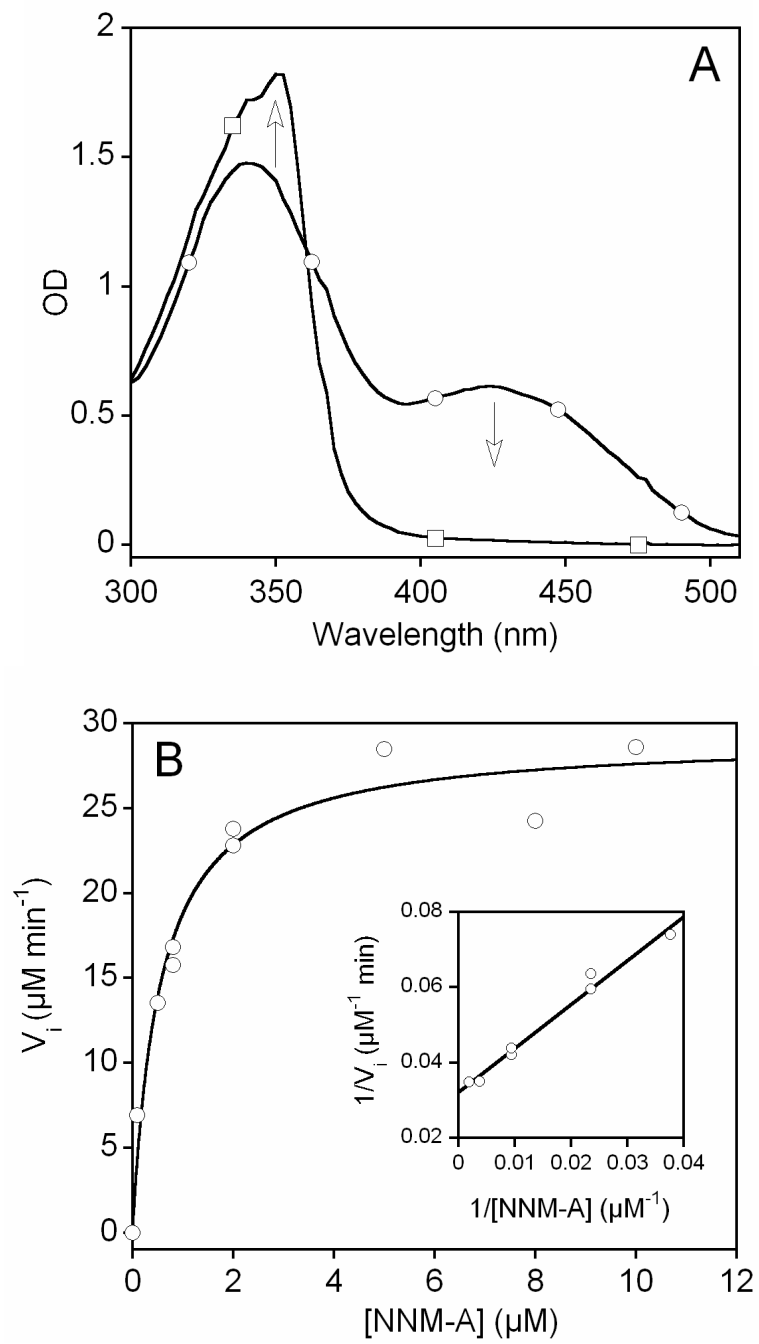 A
2
1.5
1
0.5
0
OD
300 350 400 450 500
Wavelength (nm)
B
30
25
20
15
10
5
0
V_i (µM min⁻¹)
0 2 4 6 8 10 12
[NNM-A] (µM)
0.08
0.06
0.04
0.02
1/V_i (µM⁻¹ min)
0 0.01 0.02 0.03 0.04
1/[NNM-A] (µM⁻¹)